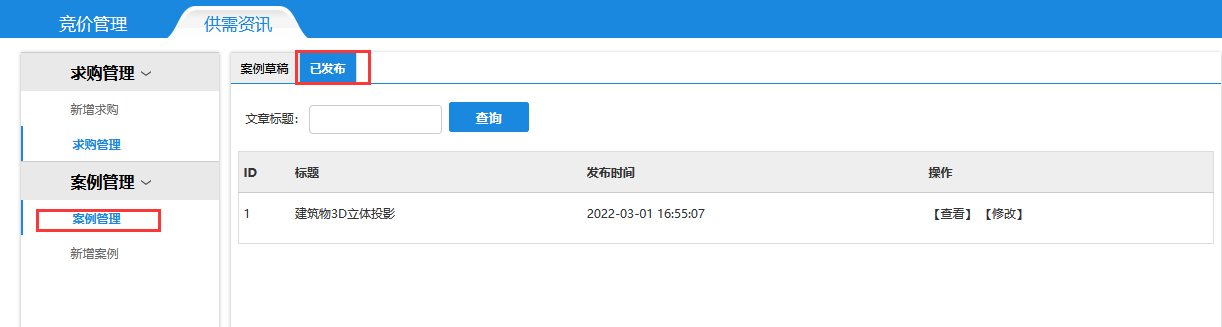 竞价管理 供需资讯
求购管理
新增求购
求购管理
案例管理
案例管理
新增案例
案例草稿 已发布
文章标题： 查询
ID 标题 发布时间 操作
1 建筑物3D立体投影 2022-03-01 16:55:07 【查看】 【修改】